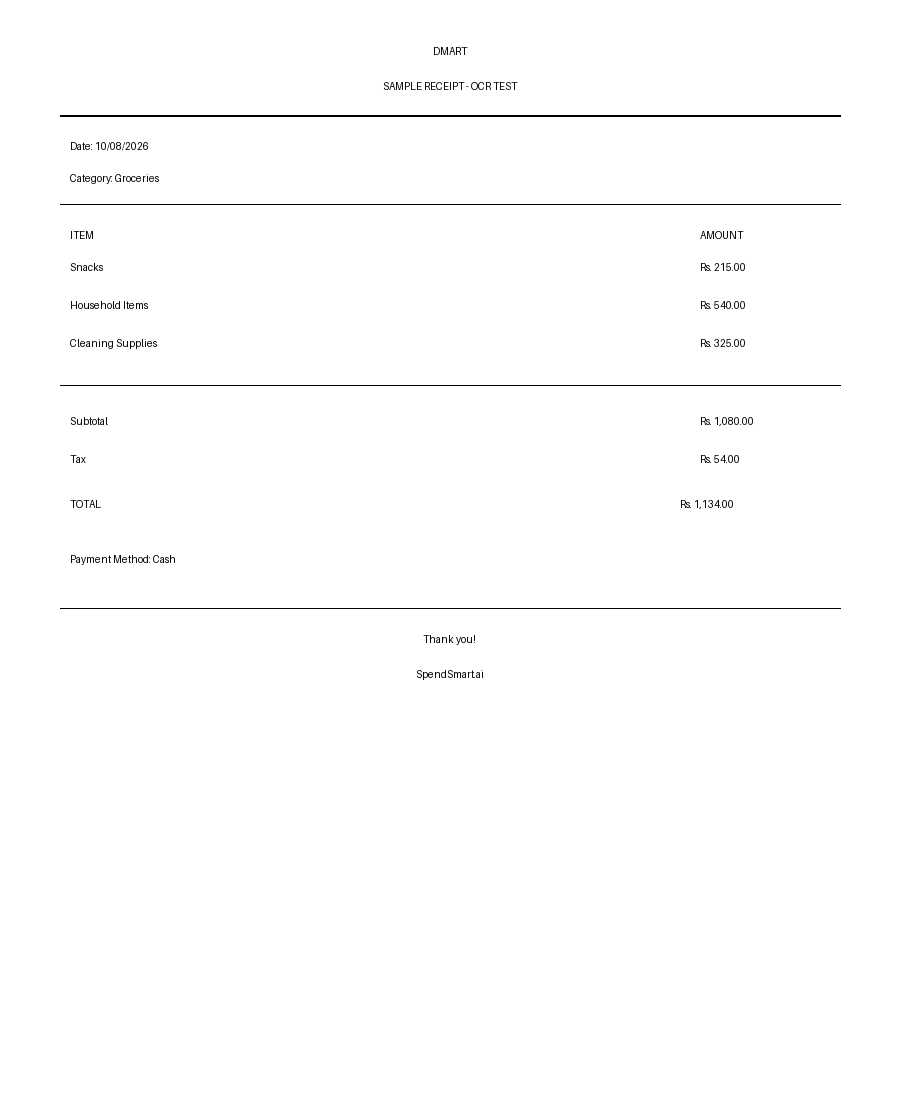 DMART
SAMPLE RECEIPT - OCR TEST
Date: 10/08/2026
Category: Groceries
ITEM AMOUNT
Snacks Rs. 215.00
Household Items Rs. 540.00
Cleaning Supplies Rs. 325.00
Subtotal Rs. 1,080.00
Tax Rs. 54.00
TOTAL Rs. 1,134.00
Payment Method: Cash
Thank you!
SpendSmart.ai